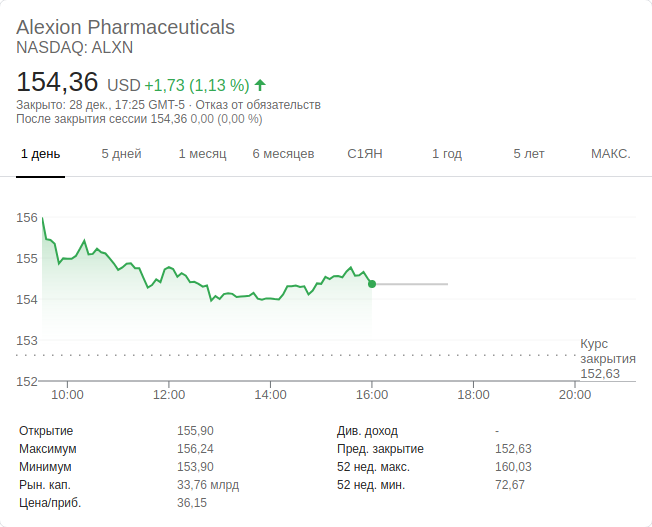 Alexion Pharmaceuticals
NASDAQ: ALXN
154,36 USD +1,73 (1,13 %)
Закрыто: 28 дек., 17:25 GMT-5 · Отказ от обязательств
После закрытия сессии 154,36 0,00 (0,00 %)
1 день 5 дней 1 месяц 6 месяцев С1ЯН 1 год 5 лет МАКС.
156
155
154
153
152
Курс
закрытия
152,63
10:00 12:00 14:00 16:00 18:00 20:00
Открытие 155,90 Див. доход -
Максимум 156,24 Пред. закрытие 152,63
Минимум 153,90 52 нед. макс. 160,03
Рын. кап. 33,76 млрд 52 нед. мин. 72,67
Цена/приб. 36,15